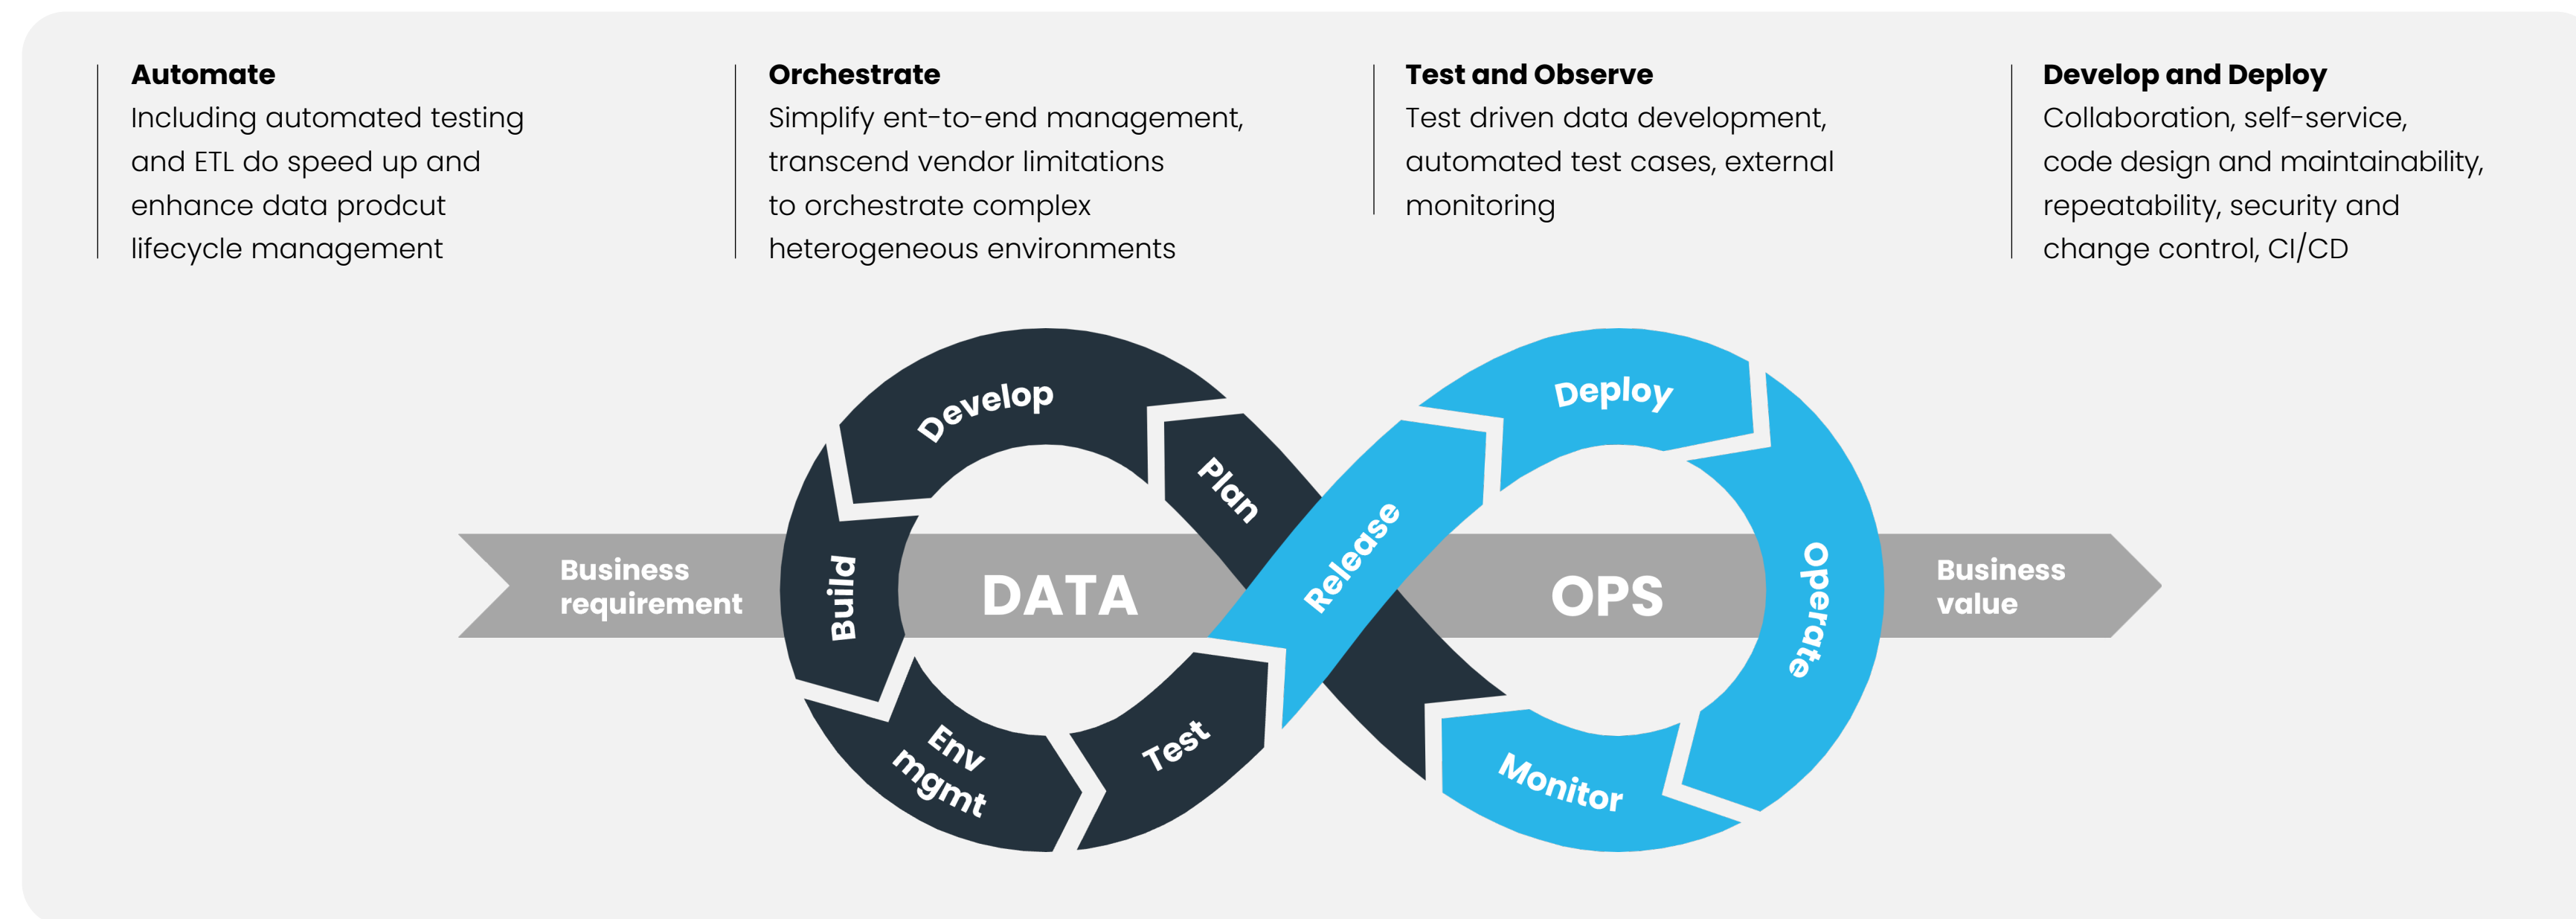 Automate
Including automated testing
and ETL do speed up and
enhance data prodcut
lifecycle management
Orchestrate
Simplify ent-to-end management,
transcend vendor limitations
to orchestrate complex
heterogeneous environments
Test and Observe
Test driven data development,
automated test cases, external
monitoring
Develop and Deploy
Collaboration, self-service,
code design and maintainability,
repeatability, security and
change control, CI/CD
Business
requirement
DATA
Plan
Develop
Build
Env
mgmt
Test
Release
Deploy
Operate
Monitor
OPS
Business
value